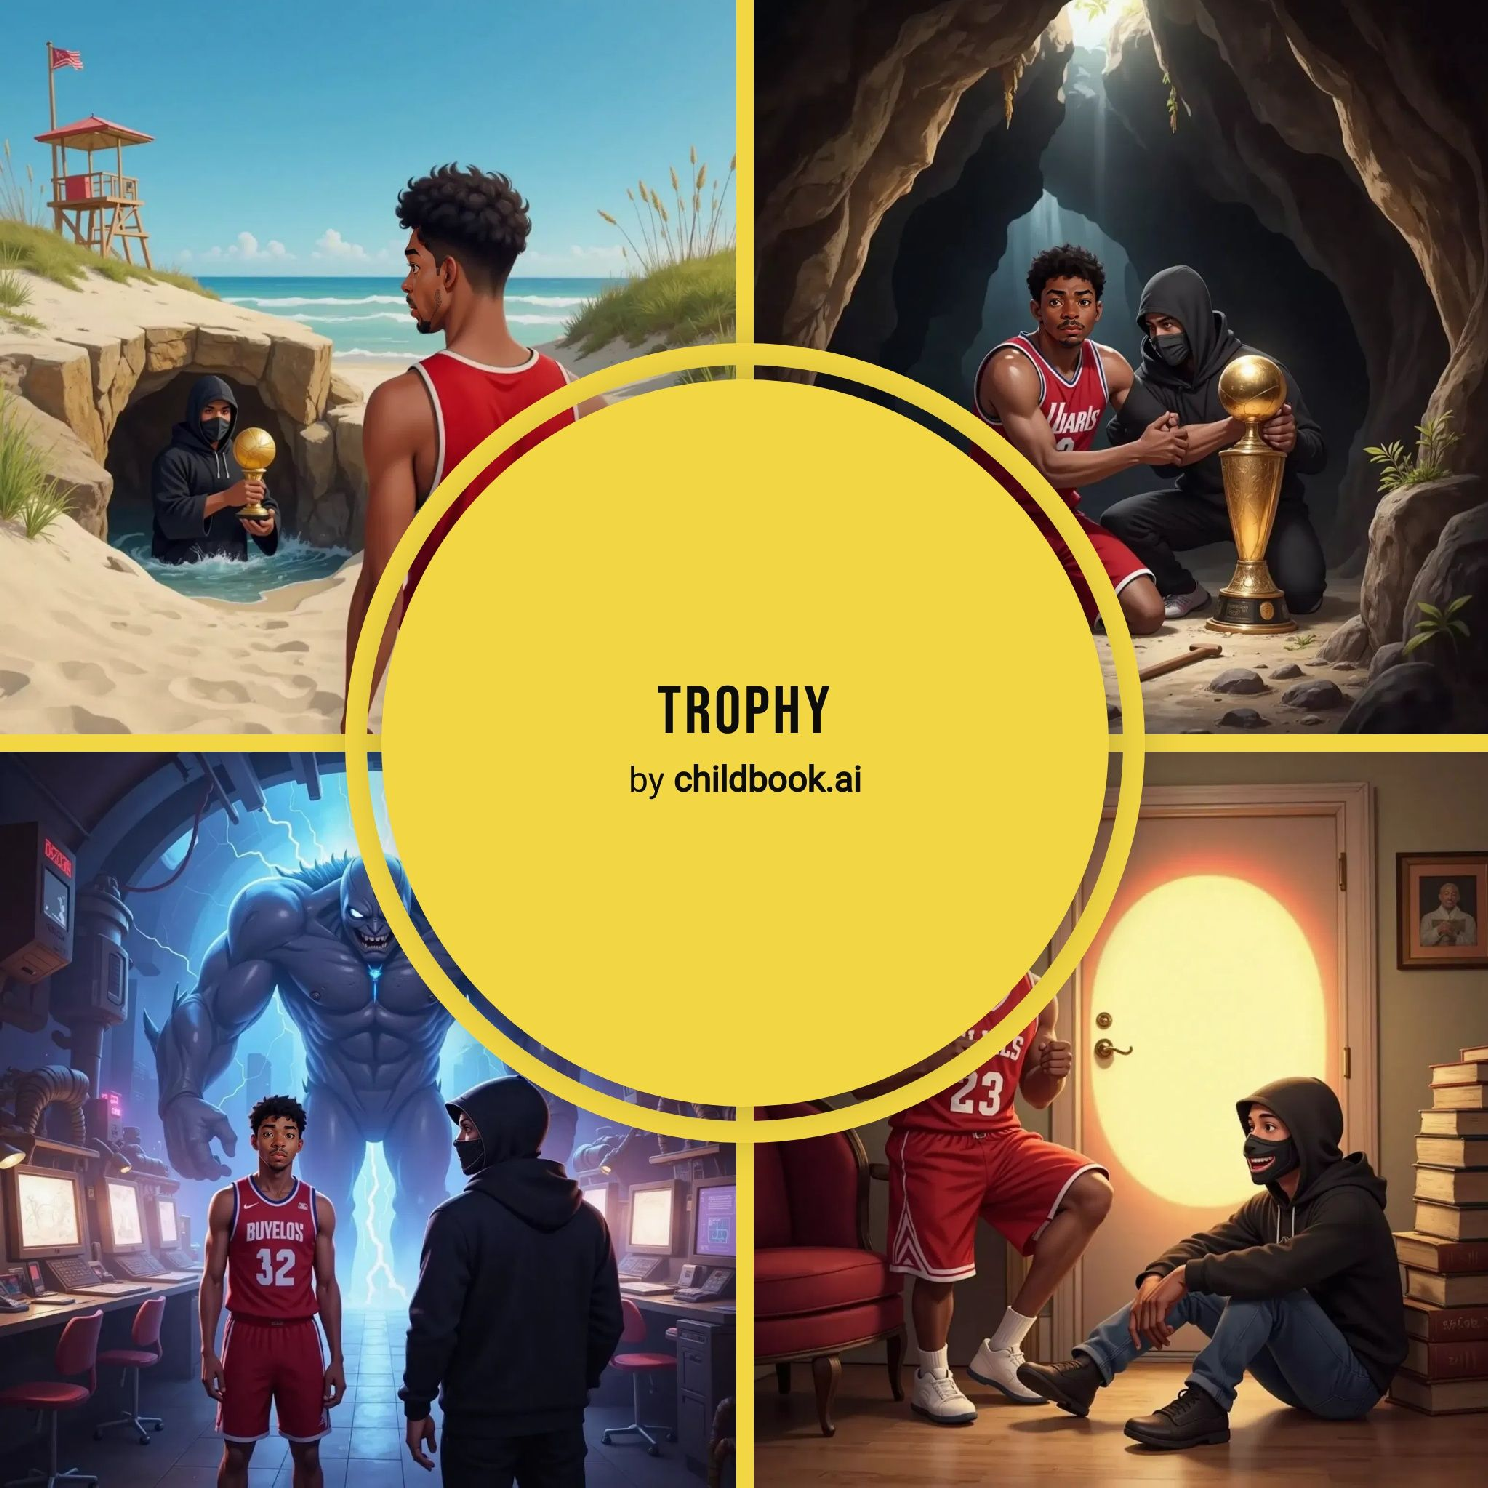 TROPHY
by childbook.ai
BUYELOS
32
23